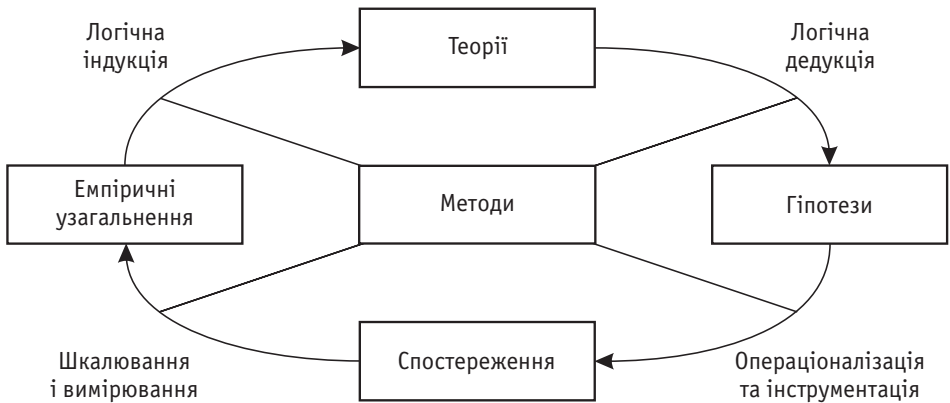 Логічна
індукція
Теорії
Логічна
дедукція
Емпіричні
узагальнення
Методи
Гіпотези
Шкалювання
і вимірювання
Спостереження
Операціоналізація
та інструментація